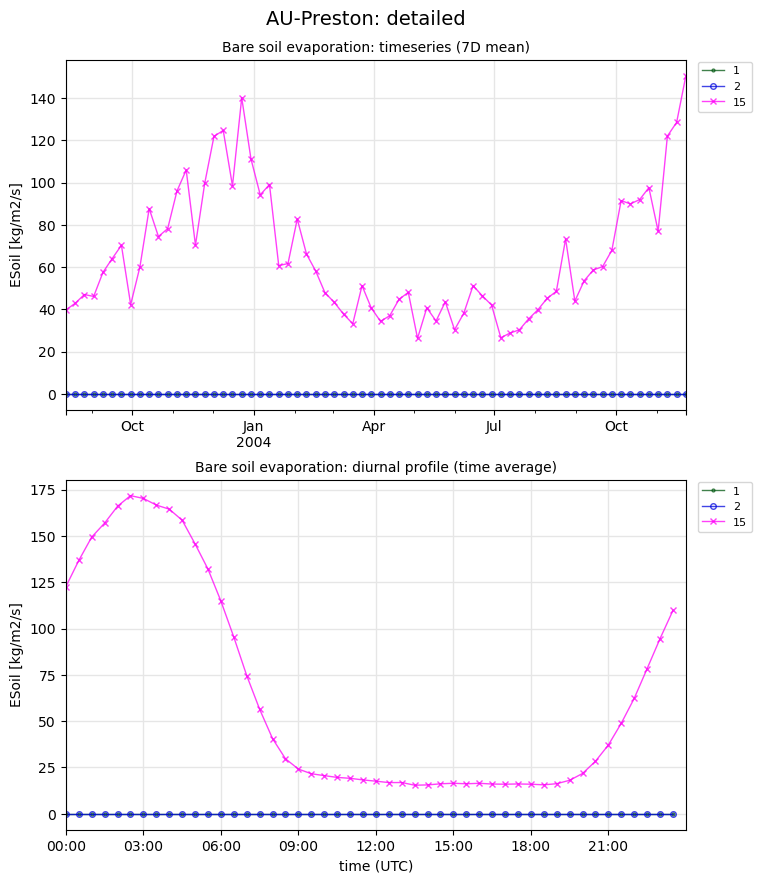 AU-Preston: detailed
Bare soil evaporation: timeseries (7D mean)
1
2
15
ESoil [kg/m2/s]
140
120
100
80
60
40
20
0
Oct
Jan
2004
Apr
Jul
Oct
Bare soil evaporation: diurnal profile (time average)
1
2
15
ESoil [kg/m2/s]
175
150
125
100
75
50
25
0
00:00
03:00
06:00
09:00
12:00
15:00
18:00
21:00
time (UTC)